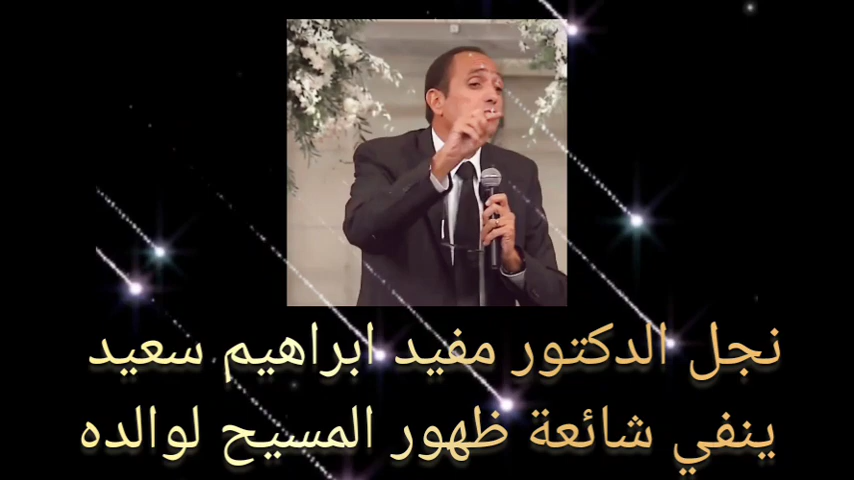 نجل الدكتور مفيد ابراهيم سعيد
ينفي شائعة ظهور المسيح لوالده